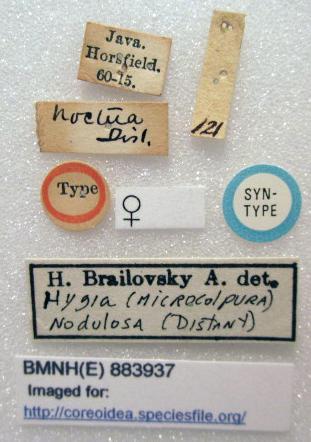 Java.
Horsfield.
60-15.
121
noctua
Dist.
Type
♀
SYN-
TYPE
H. Brailovsky A. det.
Hygia (MICRECOLPURA)
Nodulosa (DISTANT)
BMNH(E) 883937
Imaged for:
http://coreoidea.speciesfile.org/